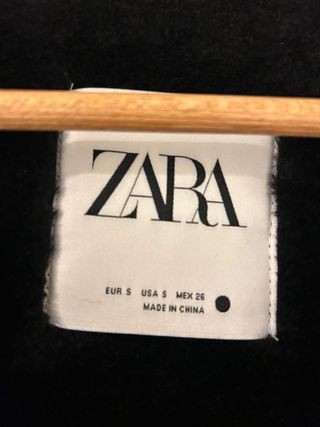 ZARA
EUR S USA S MEX 26
MADE IN CHINA